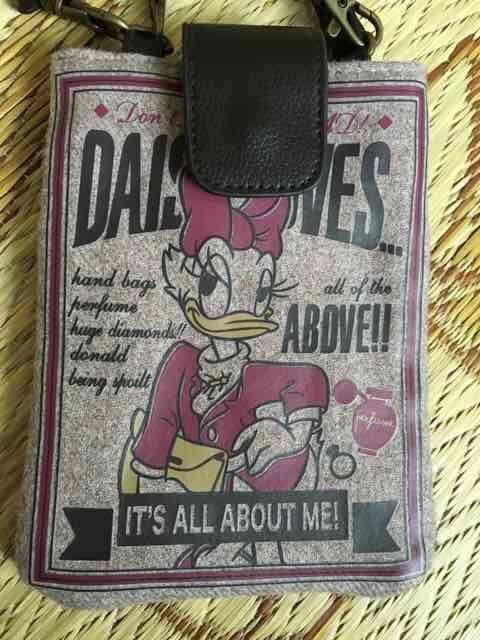 Don
D!
DAIS VES...
hand bags
perfume
huge diamonds!!
donald
being spoilt
all of the
ABOVE!!
perfume
IT'S ALL ABOUT ME!